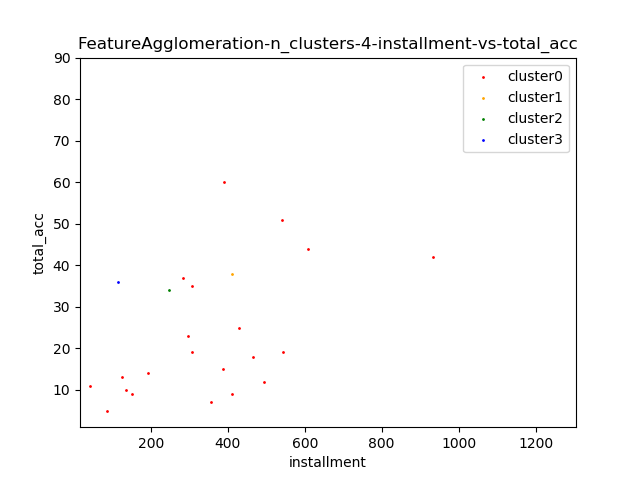 FeatureAgglomeration-n_clusters-4-installment-vs-total_acc
90
80
70
60
50
40
30
20
10
total_acc
cluster0
cluster1
cluster2
cluster3
200 400 600 800 1000 1200
installment